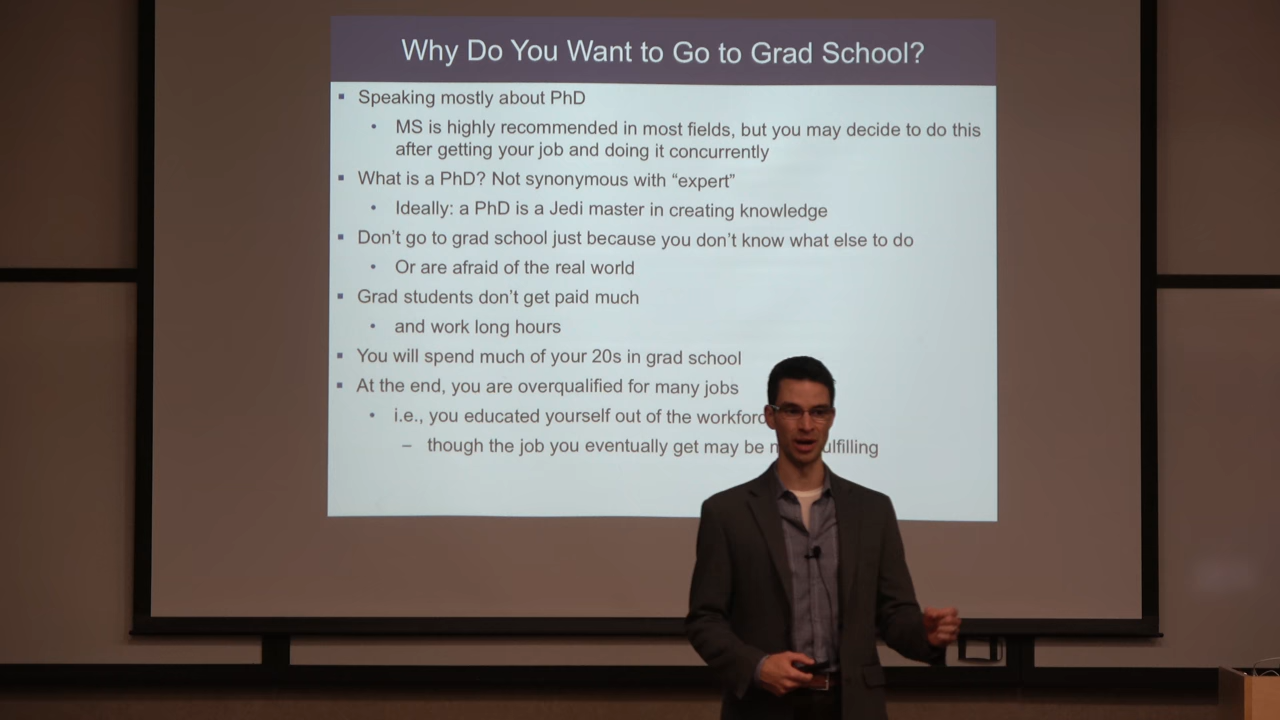 Why Do You Want to Go to Grad School?
▪ Speaking mostly about PhD
• MS is highly recommended in most fields, but you may decide to do this
after getting your job and doing it concurrently
▪ What is a PhD? Not synonymous with “expert”
• Ideally: a PhD is a Jedi master in creating knowledge
▪ Don’t go to grad school just because you don’t know what else to do
• Or are afraid of the real world
▪ Grad students don’t get paid much
• and work long hours
▪ You will spend much of your 20s in grad school
▪ At the end, you are overqualified for many jobs
• i.e., you educated yourself out of the
– though the job you eventually get may be